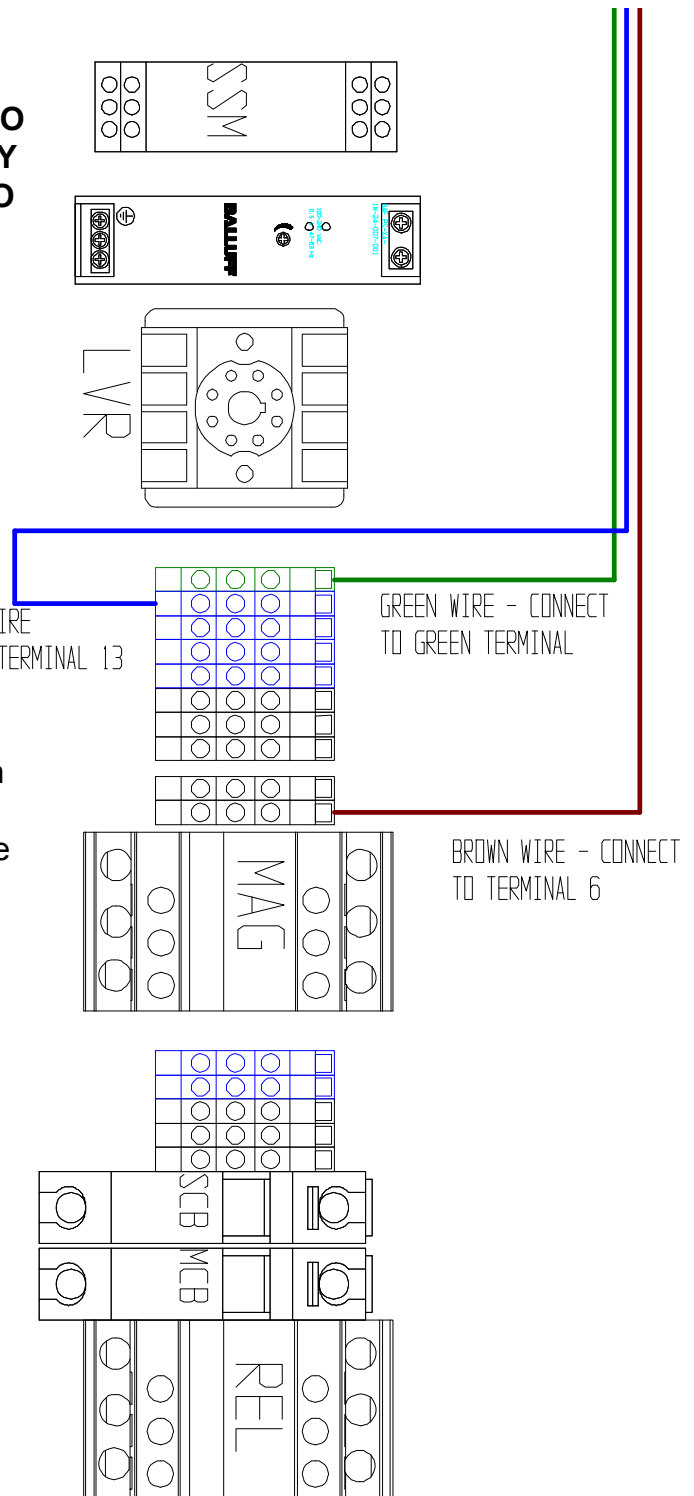 SSM
O
Y
O
BALLUFF
LVR
GREEN WIRE - CONNECT
TO GREEN TERMINAL
IRE
TERMINAL 13
BROWN WIRE - CONNECT
TO TERMINAL 6
e
MAG
SCB
MCB
REL